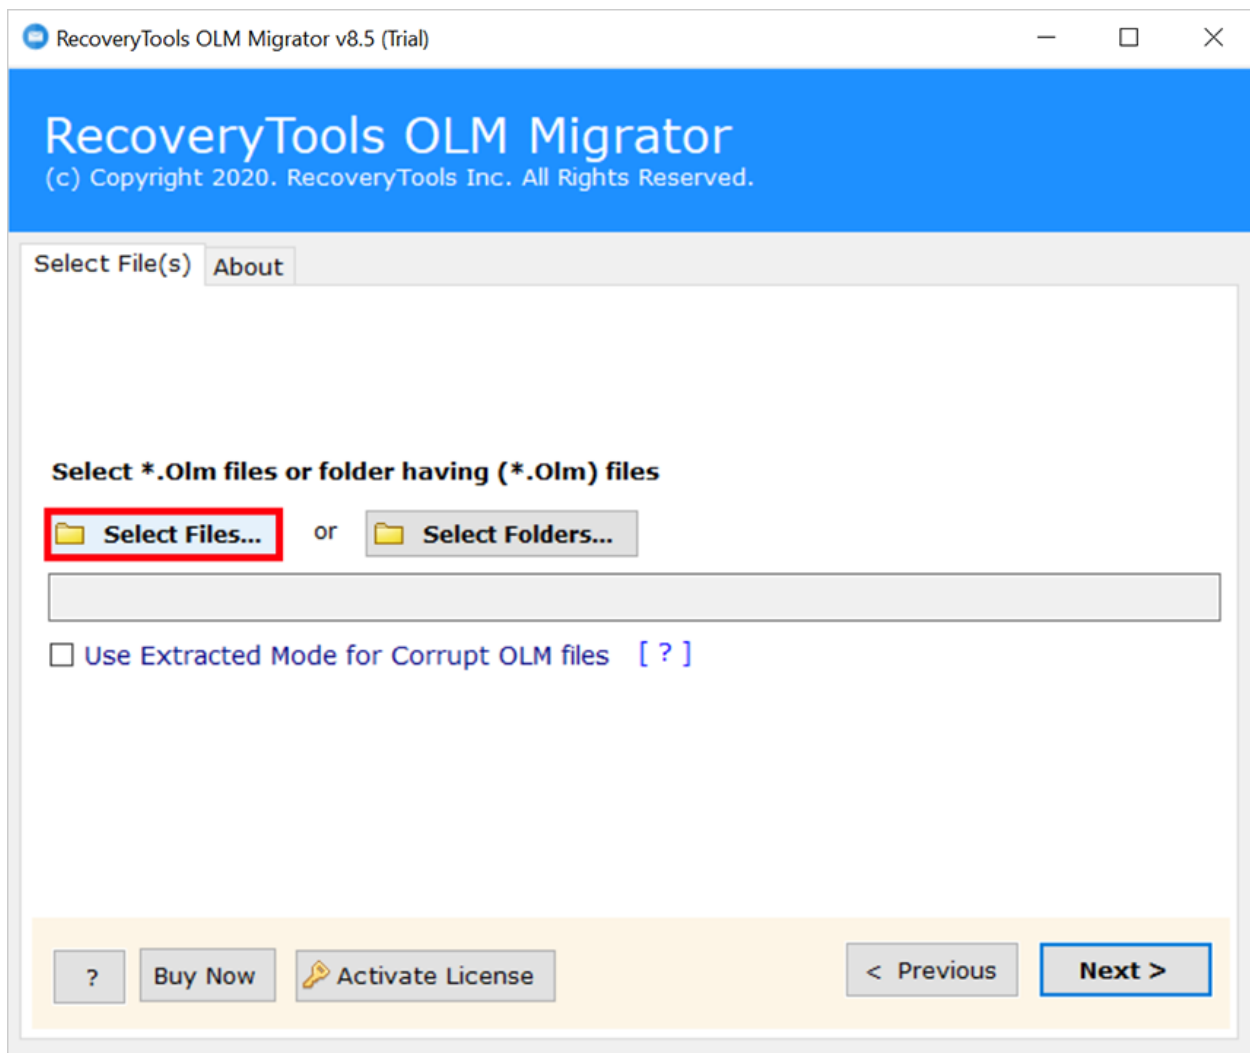 RecoveryTools OLM Migrator v8.5 (Trial)
RecoveryTools OLM Migrator
(c) Copyright 2020. RecoveryTools Inc. All Rights Reserved.
Select File(s) About
Select *.Olm files or folder having (*.Olm) files
Select Files... or Select Folders...
Use Extracted Mode for Corrupt OLM files [ ? ]
? Buy Now Activate License < Previous Next >